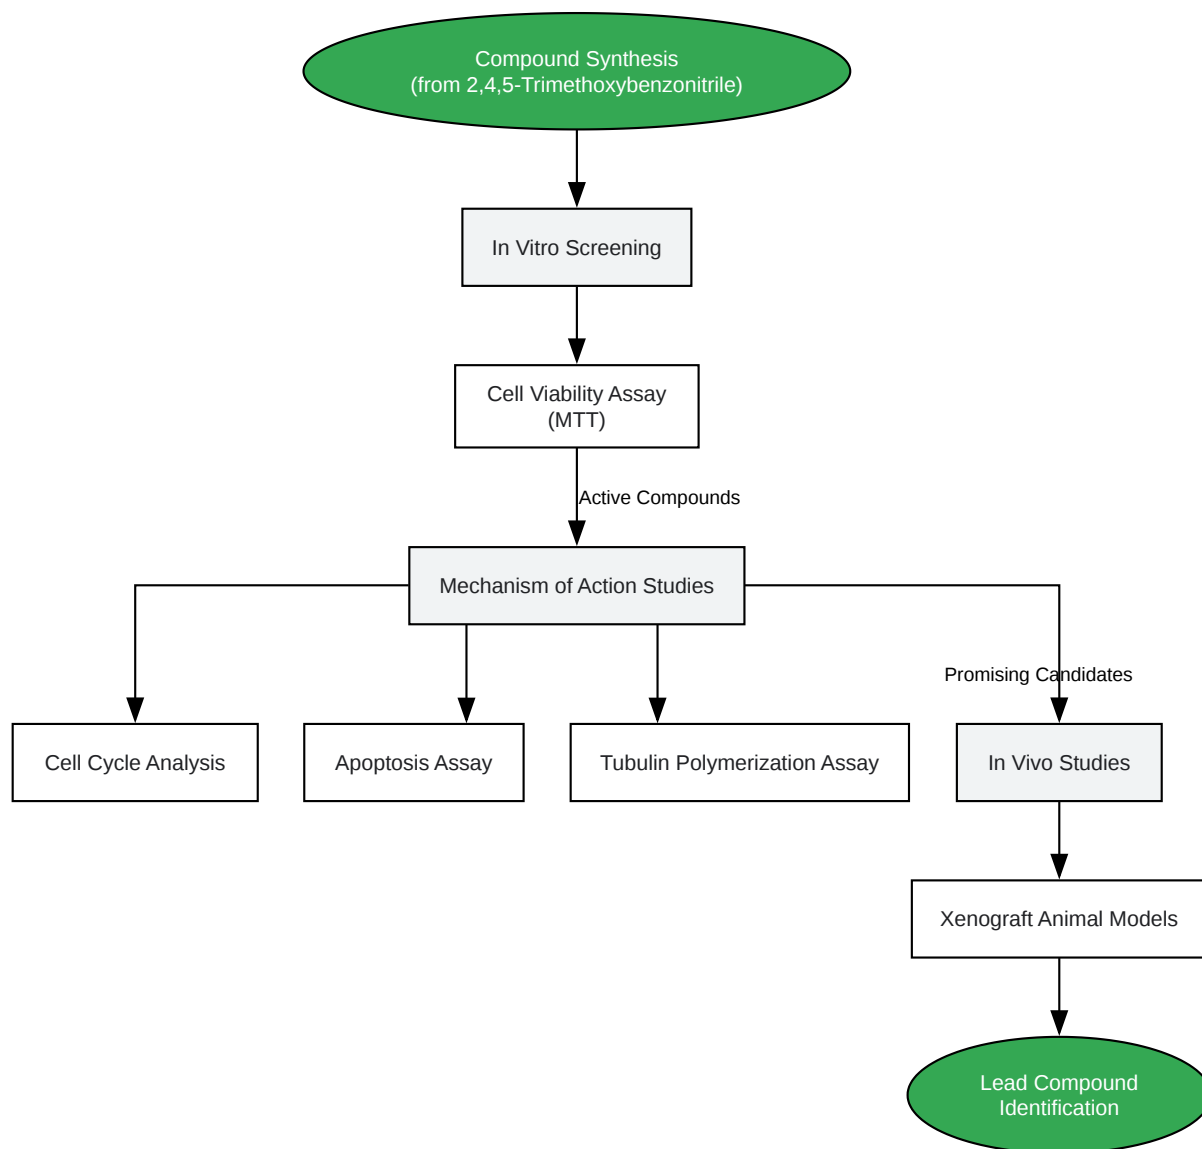 Compound Synthesis
(from 2,4,5-Trimethoxybenzonitrile)
In Vitro Screening
Cell Viability Assay
(MTT)
Active Compounds
Mechanism of Action Studies
Promising Candidates
Cell Cycle Analysis
Apoptosis Assay
Tubulin Polymerization Assay
In Vivo Studies
Xenograft Animal Models
Lead Compound
Identification